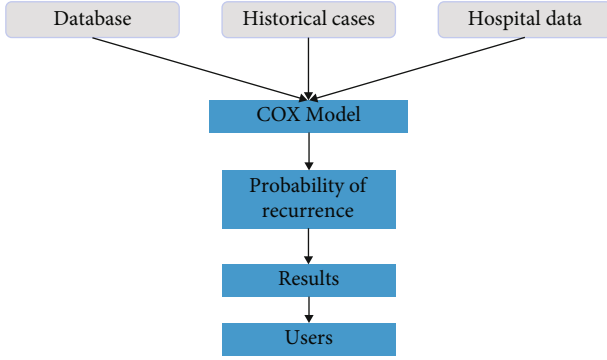 Database
Historical cases
Hospital data
COX Model
Probability of
recurrence
Results
Users